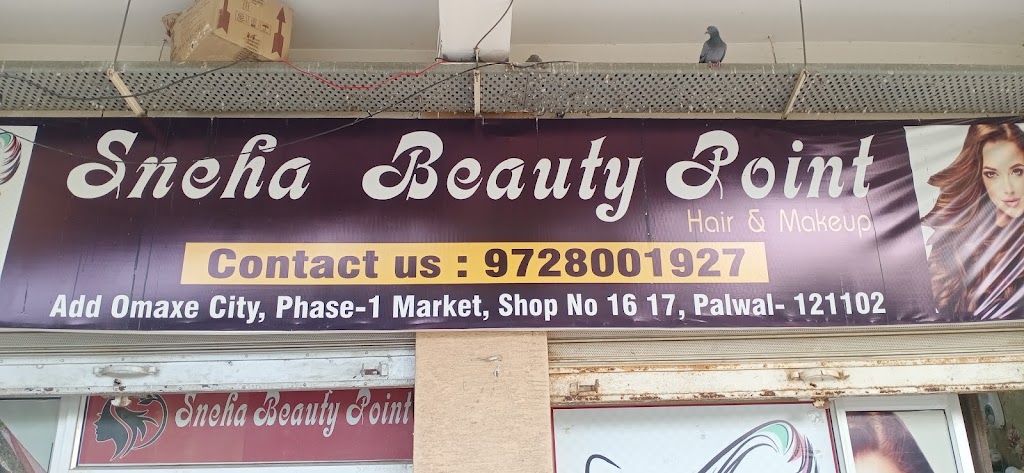 Sneha Beauty Point
Hair & Makeup
Contact us : 9728001927
Add Omaxe City, Phase-1 Market, Shop No 16 17, Palwal- 121102
Sneha Beauty Point